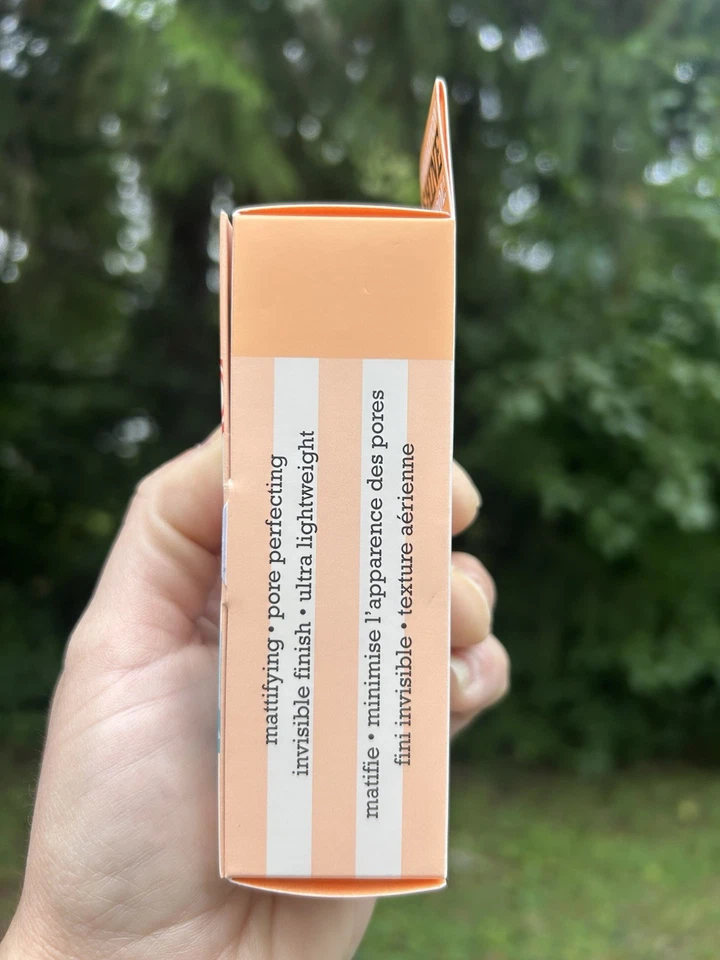 mattifying • pore perfecting
invisible finish • ultra lightweight
matifie • minimise l'apparence des pores
fini invisible • texture aérienne